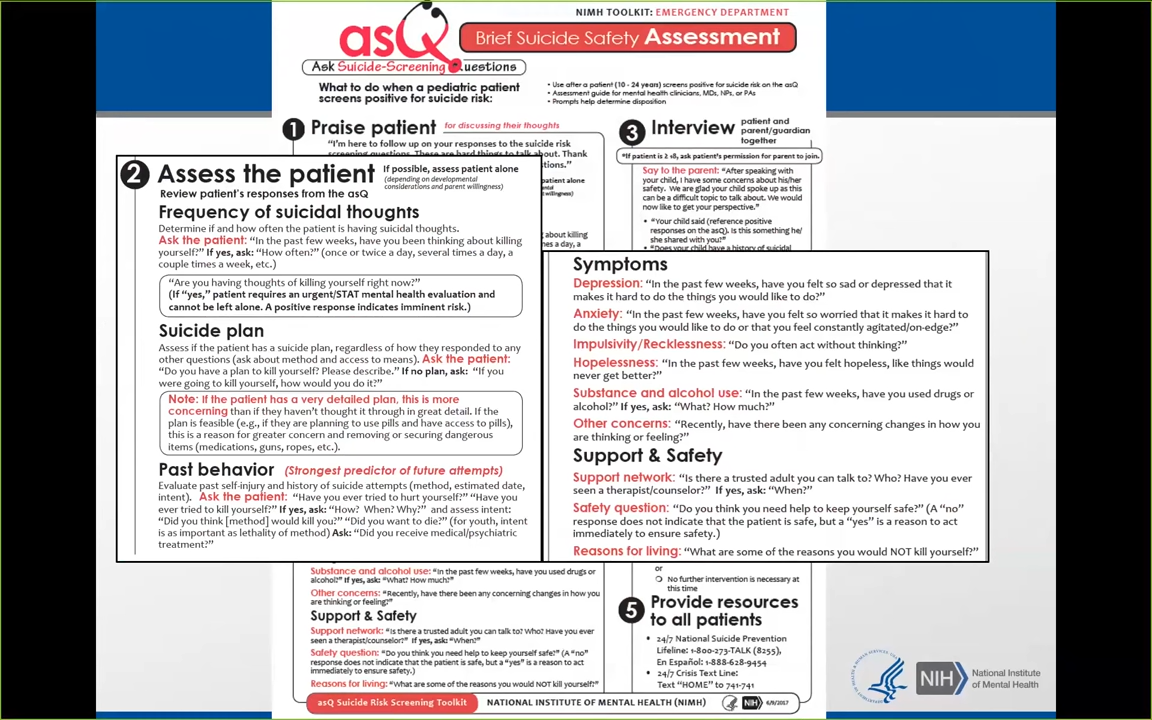 NIMH TOOLKIT: EMERGENCY DEPARTMENT
asQ
Brief Suicide Safety Assessment
Ask Suicide-Screening Questions
What to do when a pediatric patient
screens positive for suicide risk:
• Use after a patient (10 - 24 years) screens positive for suicide risk on the asQ
• Assessment guide for mental health clinicians, MDs, NPs, or PAs
• Prompts help determine disposition
1 Praise patient for discussing their thoughts
"I'm here to follow up on your responses to the suicide risk
screening questions. These are hard things to talk about. Thank
2 Assess the patient If possible, assess patient alone
(depending on developmental
considerations and parent willingness)
Review patient's responses from the asQ
Frequency of suicidal thoughts
Determine if and how often the patient is having suicidal thoughts.
Ask the patient: "In the past few weeks, have you been thinking about killing
yourself?" If yes, ask: "How often?" (once or twice a day, several times a day, a
couple times a week, etc.)
"Are you having thoughts of killing yourself right now?"
(If "yes," patient requires an urgent/STAT mental health evaluation and
cannot be left alone. A positive response indicates imminent risk.)
Suicide plan
Assess if the patient has a suicide plan, regardless of how they responded to any
other questions (ask about method and access to means). Ask the patient:
"Do you have a plan to kill yourself? Please describe." If no plan, ask: "If you
were going to kill yourself, how would you do it?"
Note: If the patient has a very detailed plan, this is more
concerning than if they haven't thought it through in great detail. If the
plan is feasible (e.g., if they are planning to use pills and have access to pills),
this is a reason for greater concern and removing or securing dangerous
items (medications, guns, ropes, etc.).
Past behavior (Strongest predictor of future attempts)
Evaluate past self-injury and history of suicide attempts (method, estimated date,
intent). Ask the patient: "Have you ever tried to hurt yourself?" "Have you
ever tried to kill yourself?" If yes, ask: "How? When? Why?" and assess intent:
"Did you think [method] would kill you?" "Did you want to die?" (for youth, intent
is as important as lethality of method) Ask: "Did you receive medical/psychiatric
treatment?"
3 Interview patient and
parent/guardian
together
*If patient is ≥ 18, ask patient's permission for parent to join.
Say to the parent: "After speaking with
your child, I have some concerns about his/her
safety. We are glad your child spoke up as this
can be a difficult topic to talk about. We would
now like to get your perspective."
• "Your child said (reference positive
responses on the asQ). Is this something he/
she shared with you?"
• "Does your child have a history of suicidal
Symptoms
Depression: "In the past few weeks, have you felt so sad or depressed that it
makes it hard to do the things you would like to do?"
Anxiety: "In the past few weeks, have you felt so worried that it makes it hard to
do the things you would like to do or that you feel constantly agitated/on-edge?"
Impulsivity/Recklessness: "Do you often act without thinking?"
Hopelessness: "In the past few weeks, have you felt hopeless, like things would
never get better?"
Substance and alcohol use: "In the past few weeks, have you used drugs or
alcohol?" If yes, ask: "What? How much?"
Other concerns: "Recently, have there been any concerning changes in how you
are thinking or feeling?"
Support & Safety
Support network: "Is there a trusted adult you can talk to? Who? Have you ever
seen a therapist/counselor?" If yes, ask: "When?"
Safety question: "Do you think you need help to keep yourself safe?" (A "no"
response does not indicate that the patient is safe, but a "yes" is a reason to act
immediately to ensure safety.)
Reasons for living: "What are some of the reasons you would NOT kill yourself?"
Substance and alcohol use: "In the past few weeks, have you used drugs or
alcohol?" If yes, ask: "What? How much?"
Other concerns: "Recently, have there been any concerning changes in how you
are thinking or feeling?"
Support & Safety
Support network: "Is there a trusted adult you can talk to? Who? Have you ever
seen a therapist/counselor?" If yes, ask: "When?"
Safety question: "Do you think you need help to keep yourself safe?" (A "no"
response does not indicate that the patient is safe, but a "yes" is a reason to act
immediately to ensure safety.)
Reasons for living: "What are some of the reasons you would NOT kill yourself?"
or
No further intervention is necessary at
this time
5 Provide resources
to all patients
• 24/7 National Suicide Prevention
Lifeline: 1-800-273-TALK (8255),
En Español: 1-888-628-9454
• 24/7 Crisis Text Line:
Text "HOME" to 741-741
asQ Suicide Risk Screening Toolkit NATIONAL INSTITUTE OF MENTAL HEALTH (NIMH) NIH 6/9/2017
NIH National Institute
of Mental Health